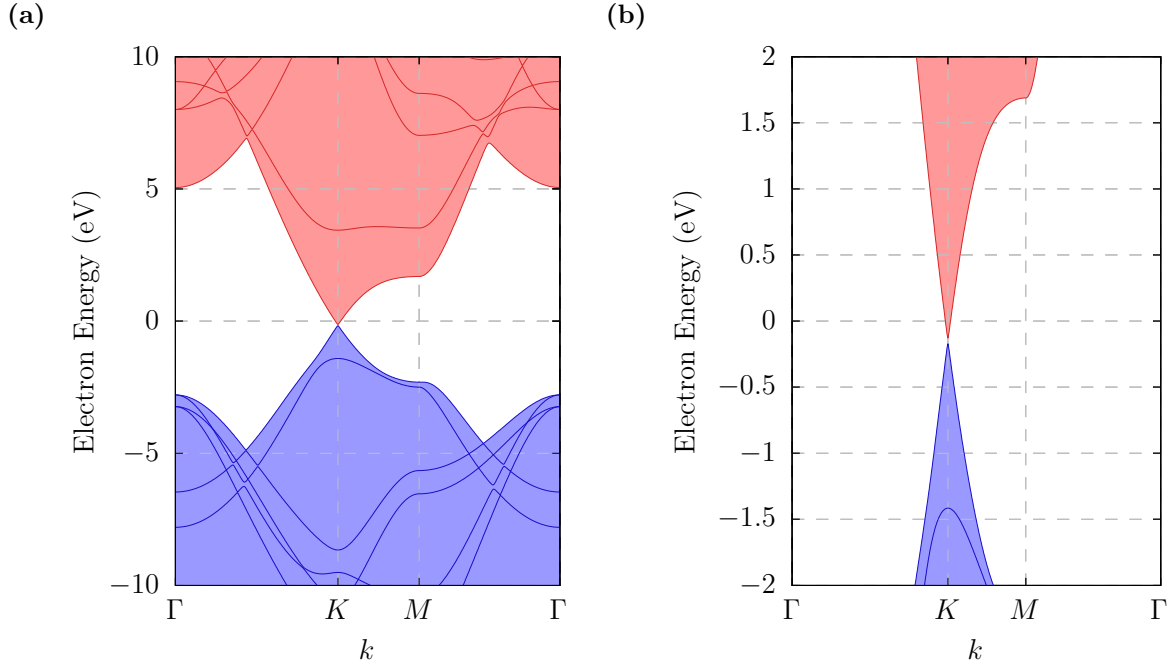 (a)
10
5
0
−5
−10
Electron Energy (eV)
Γ K M Γ
k
(b)
2
1.5
1
0.5
0
−0.5
−1
−1.5
−2
Electron Energy (eV)
Γ K M Γ
k